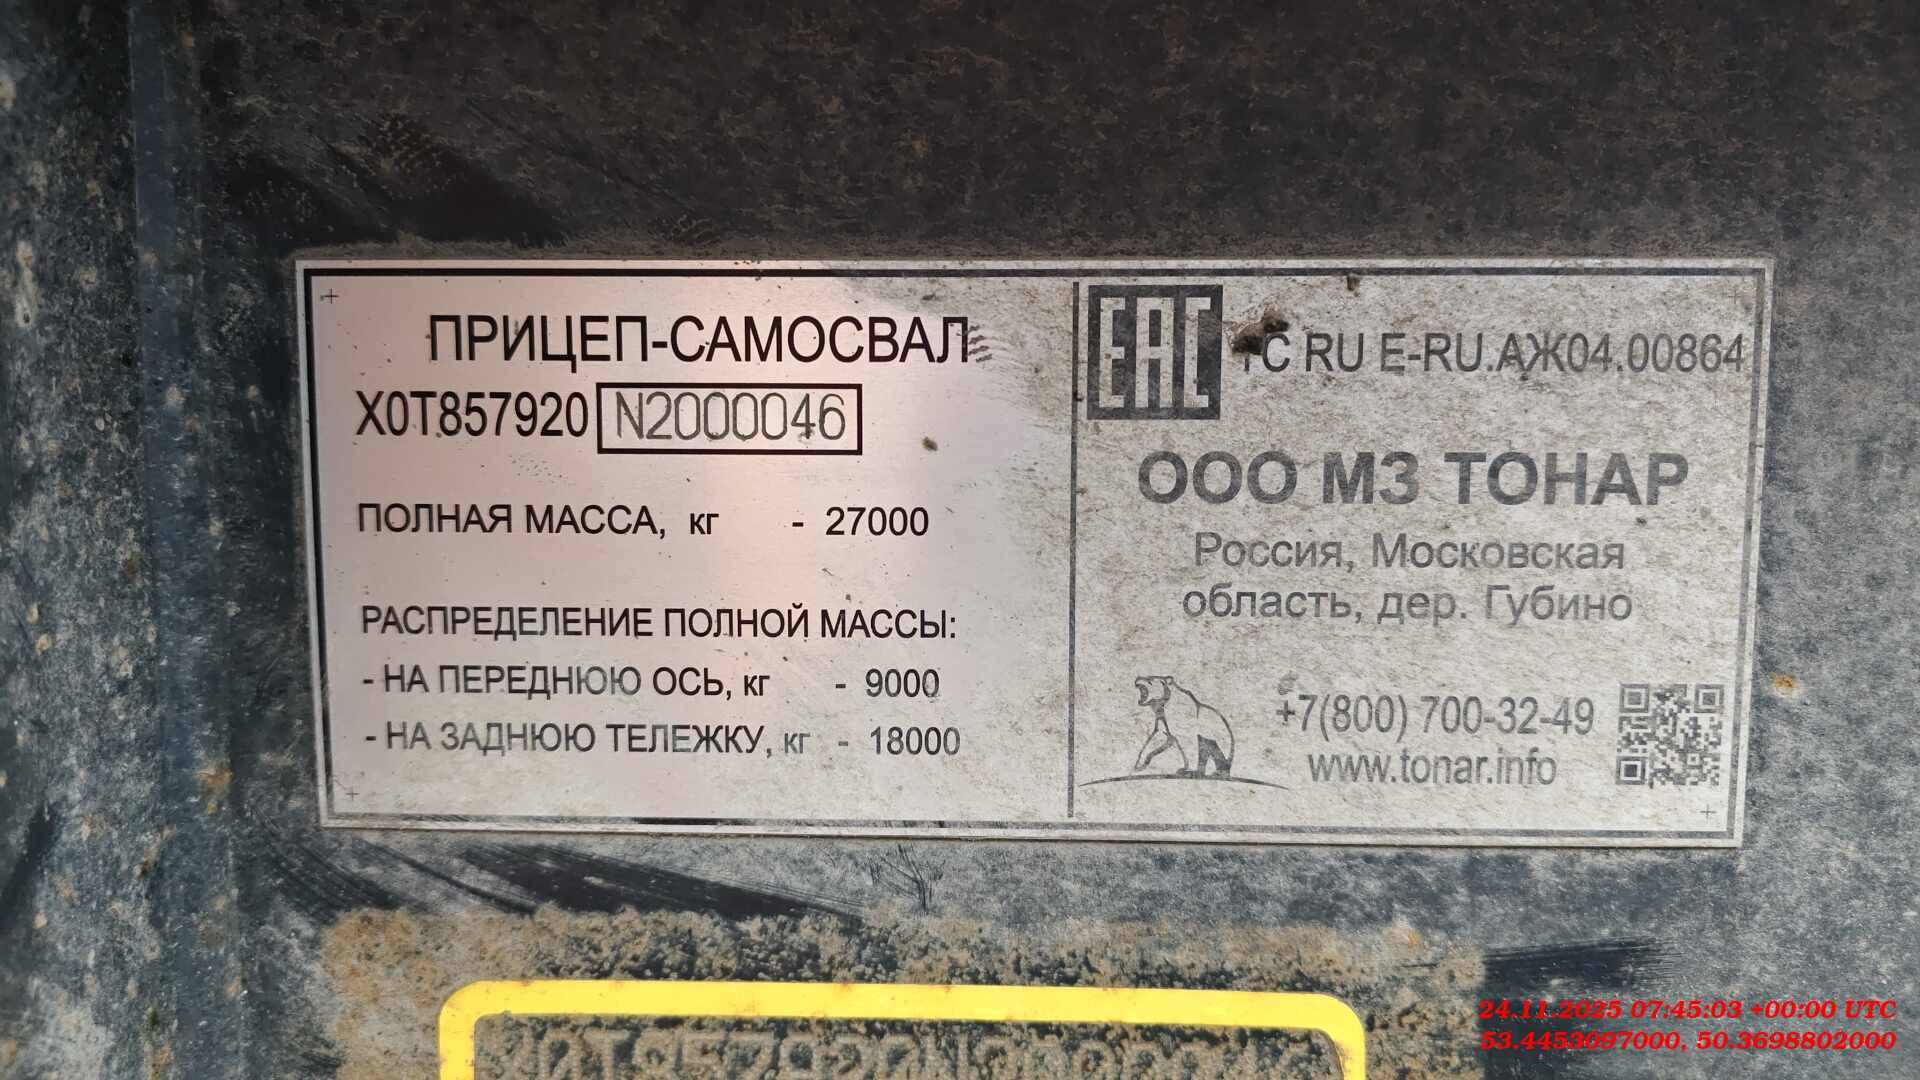 ПРИЦЕП-САМОСВАЛ
X0T857920 N2000046
ПОЛНАЯ МАССА, кг - 27000
РАСПРЕДЕЛЕНИЕ ПОЛНОЙ МАССЫ:
- НА ПЕРЕДНЮЮ ОСЬ, кг - 9000
- НА ЗАДНЮЮ ТЕЛЕЖКУ, кг - 18000
EAC ТС RU E-RU.АЖ04.00864
ООО МЗ ТОНАР
Россия, Московская
область, дер. Губино
+7(800) 700-32-49
www.tonar.info
24.11.2025 07:45:03 +00:00 UTC
53.4453097000, 50.3698802000